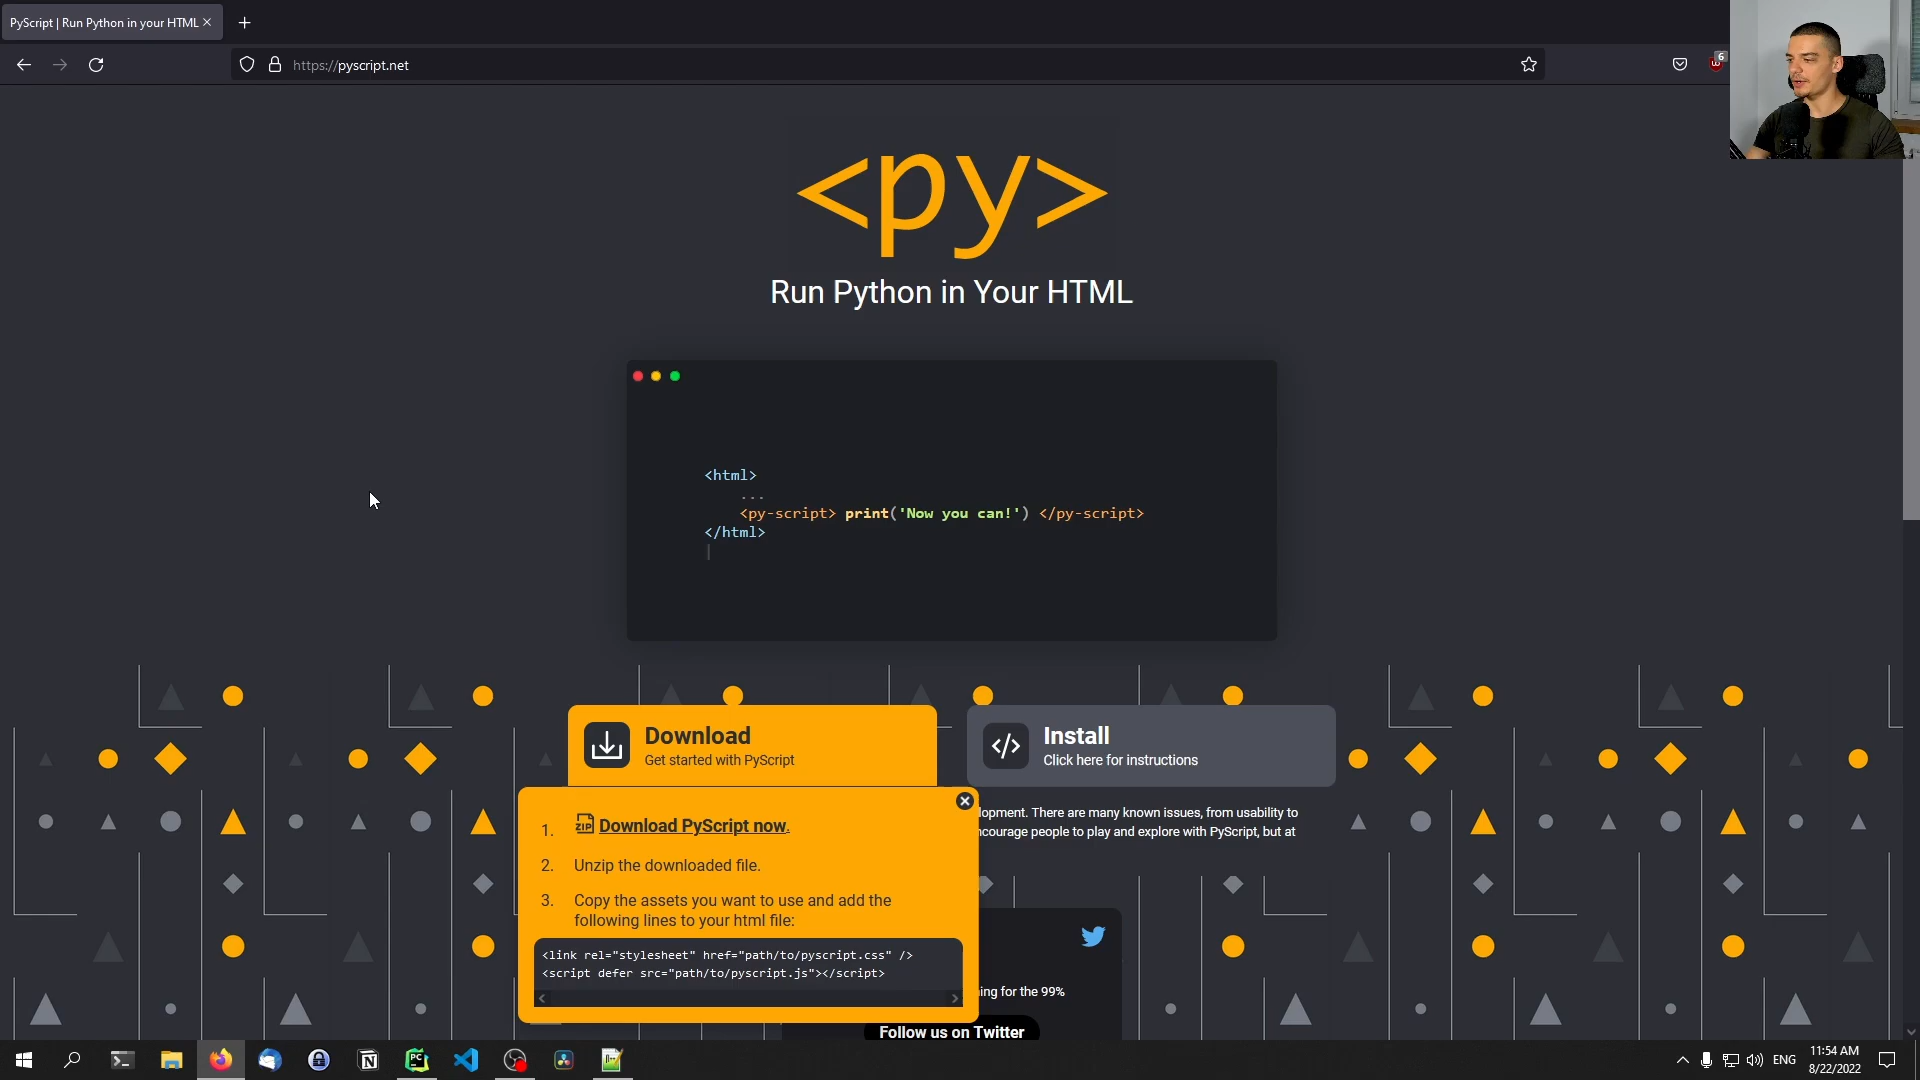 PyScript | Run Python in your HTML
https://pyscript.net
6
<py>
Run Python in Your HTML
<html>
...
<py-script> print('Now you can!') </py-script>
</html>
Download
Get started with PyScript
Install
Click here for instructions
lopment. There are many known issues, from usability to
ncourage people to play and explore with PyScript, but at
1. ZIP Download PyScript now.
2. Unzip the downloaded file.
3. Copy the assets you want to use and add the
following lines to your html file:
<link rel="stylesheet" href="path/to/pyscript.css" />
<script defer src="path/to/pyscript.js"></script>
ing for the 99%
Follow us on Twitter
PC
ENG
11:54 AM
8/22/2022